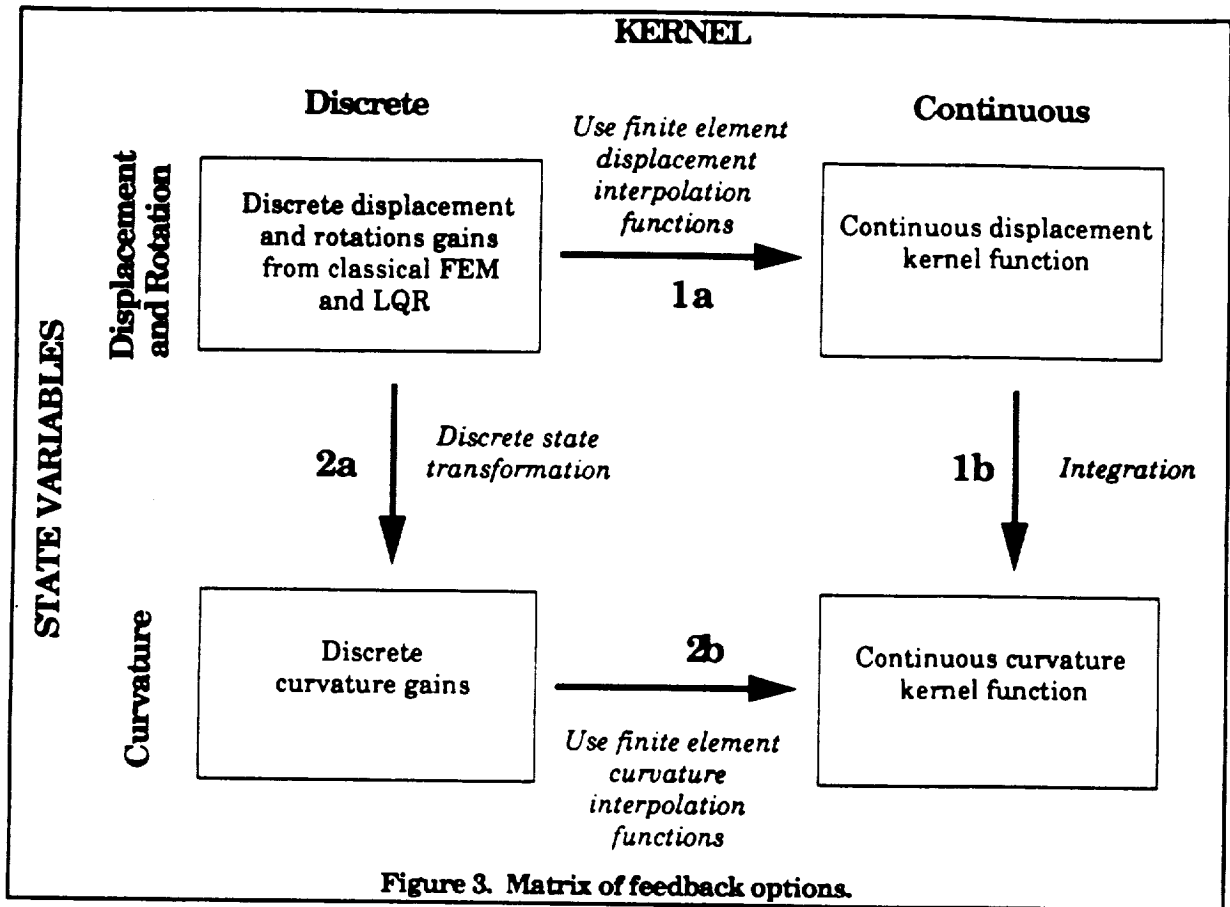 KERNEL
Discrete
Continuous
STATE VARIABLES
Displacement
and Rotation
Discrete displacement
and rotations gains
from classical FEM
and LQR
Use finite element
displacement
interpolation
functions
1a
Continuous displacement
kernel function
2a
Discrete state
transformation
1b
Integration
Curvature
Discrete
curvature gains
2b
Use finite element
curvature
interpolation
functions
Continuous curvature
kernel function
Figure 3. Matrix of feedback options.